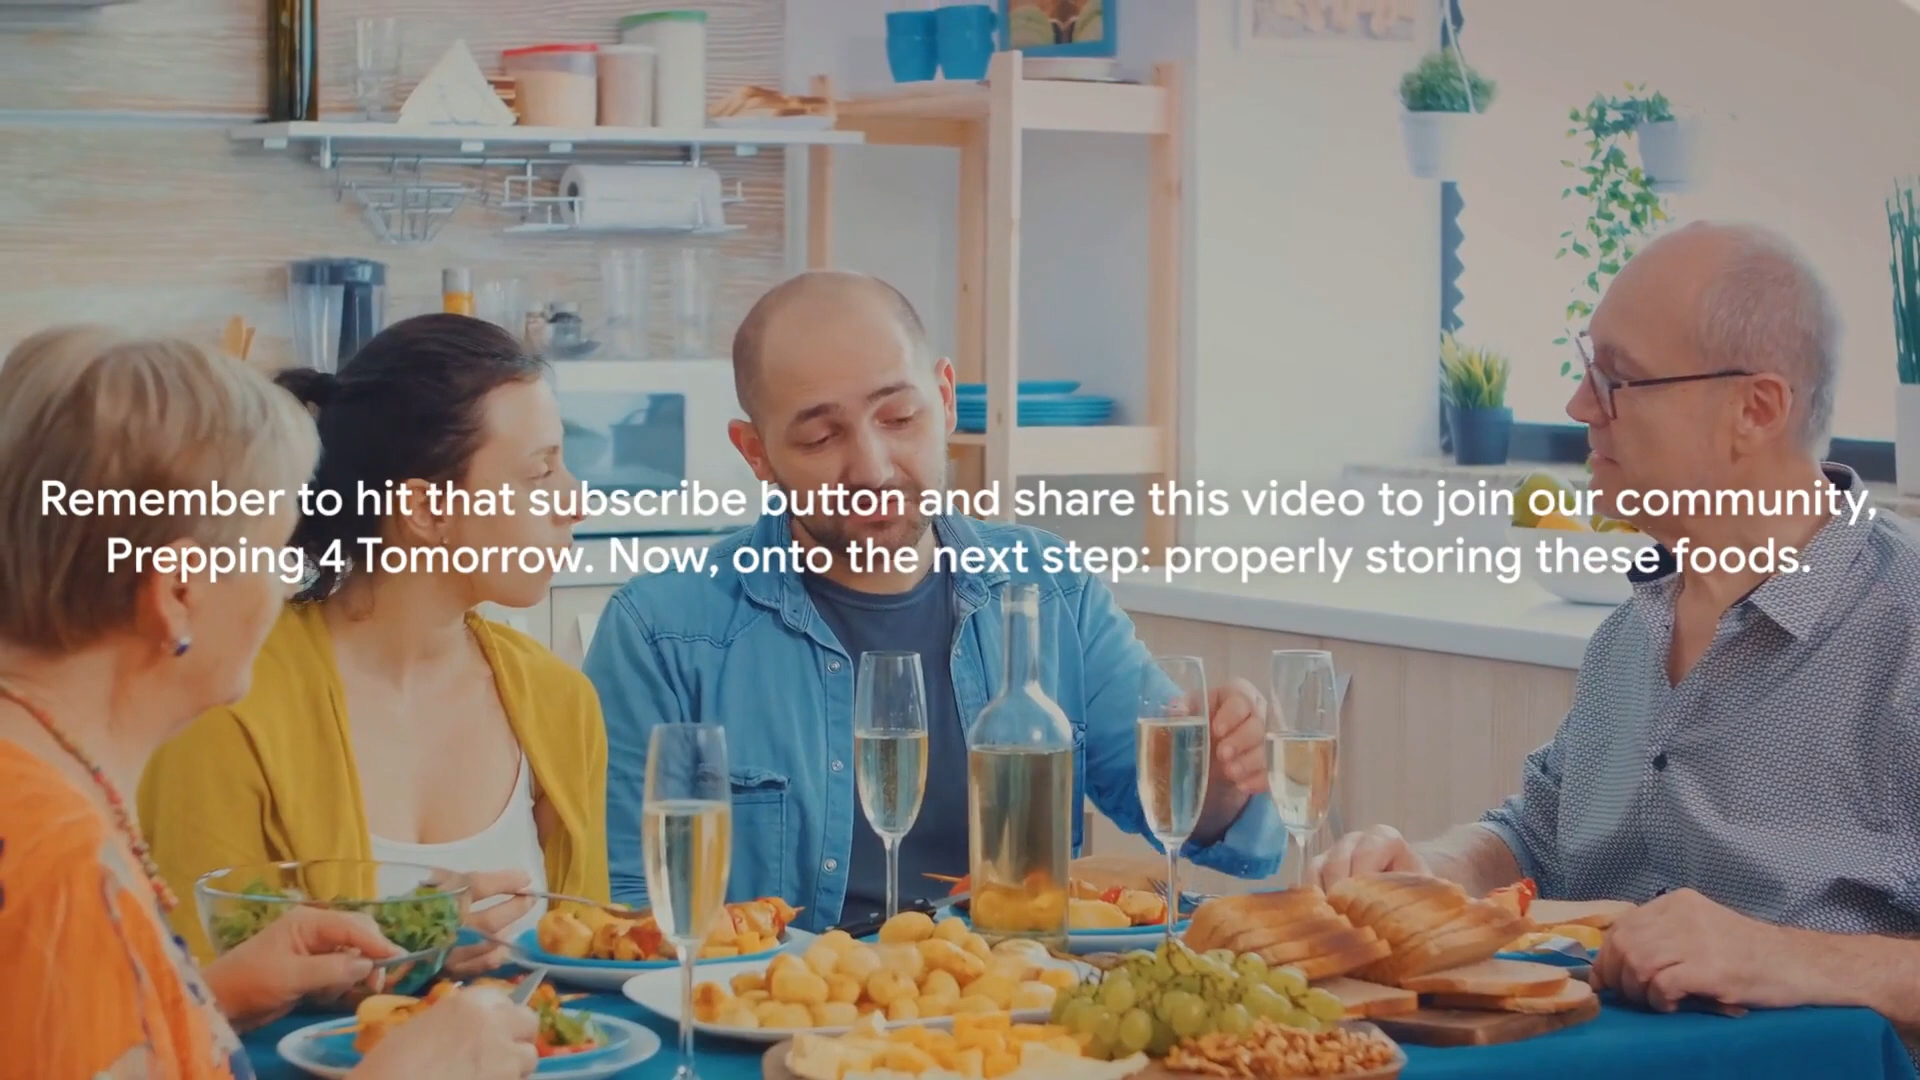 Remember to hit that subscribe button and share this video to join our community,
Prepping 4 Tomorrow. Now, onto the next step: properly storing these foods.